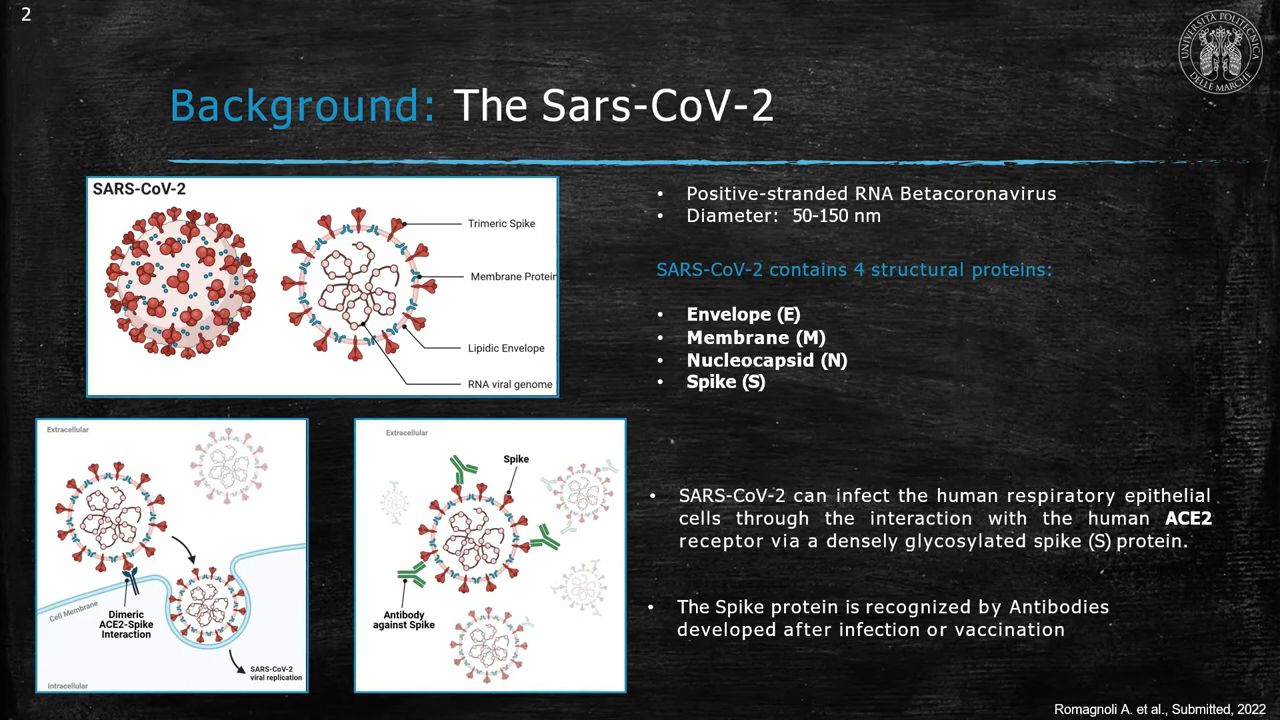 2
UNIVERSITÀ POLITECNICA
DELLE MARCHE
Background: The Sars-CoV-2
SARS-CoV-2
Trimeric Spike
Membrane Protein
Lipidic Envelope
RNA viral genome
• Positive-stranded RNA Betacoronavirus
• Diameter: 50-150 nm
SARS-CoV-2 contains 4 structural proteins:
• Envelope (E)
• Membrane (M)
• Nucleocapsid (N)
• Spike (S)
Extracellular
Cell Membrane
Dimeric
ACE2-Spike
Interaction
SARS-CoV-2
viral replication
Intracellular
Extracellular
Spike
Antibody
against Spike
• SARS-CoV-2 can infect the human respiratory epithelial
cells through the interaction with the human ACE2
receptor via a densely glycosylated spike (S) protein.
• The Spike protein is recognized by Antibodies
developed after infection or vaccination
Romagnoli A. et al., Submitted, 2022